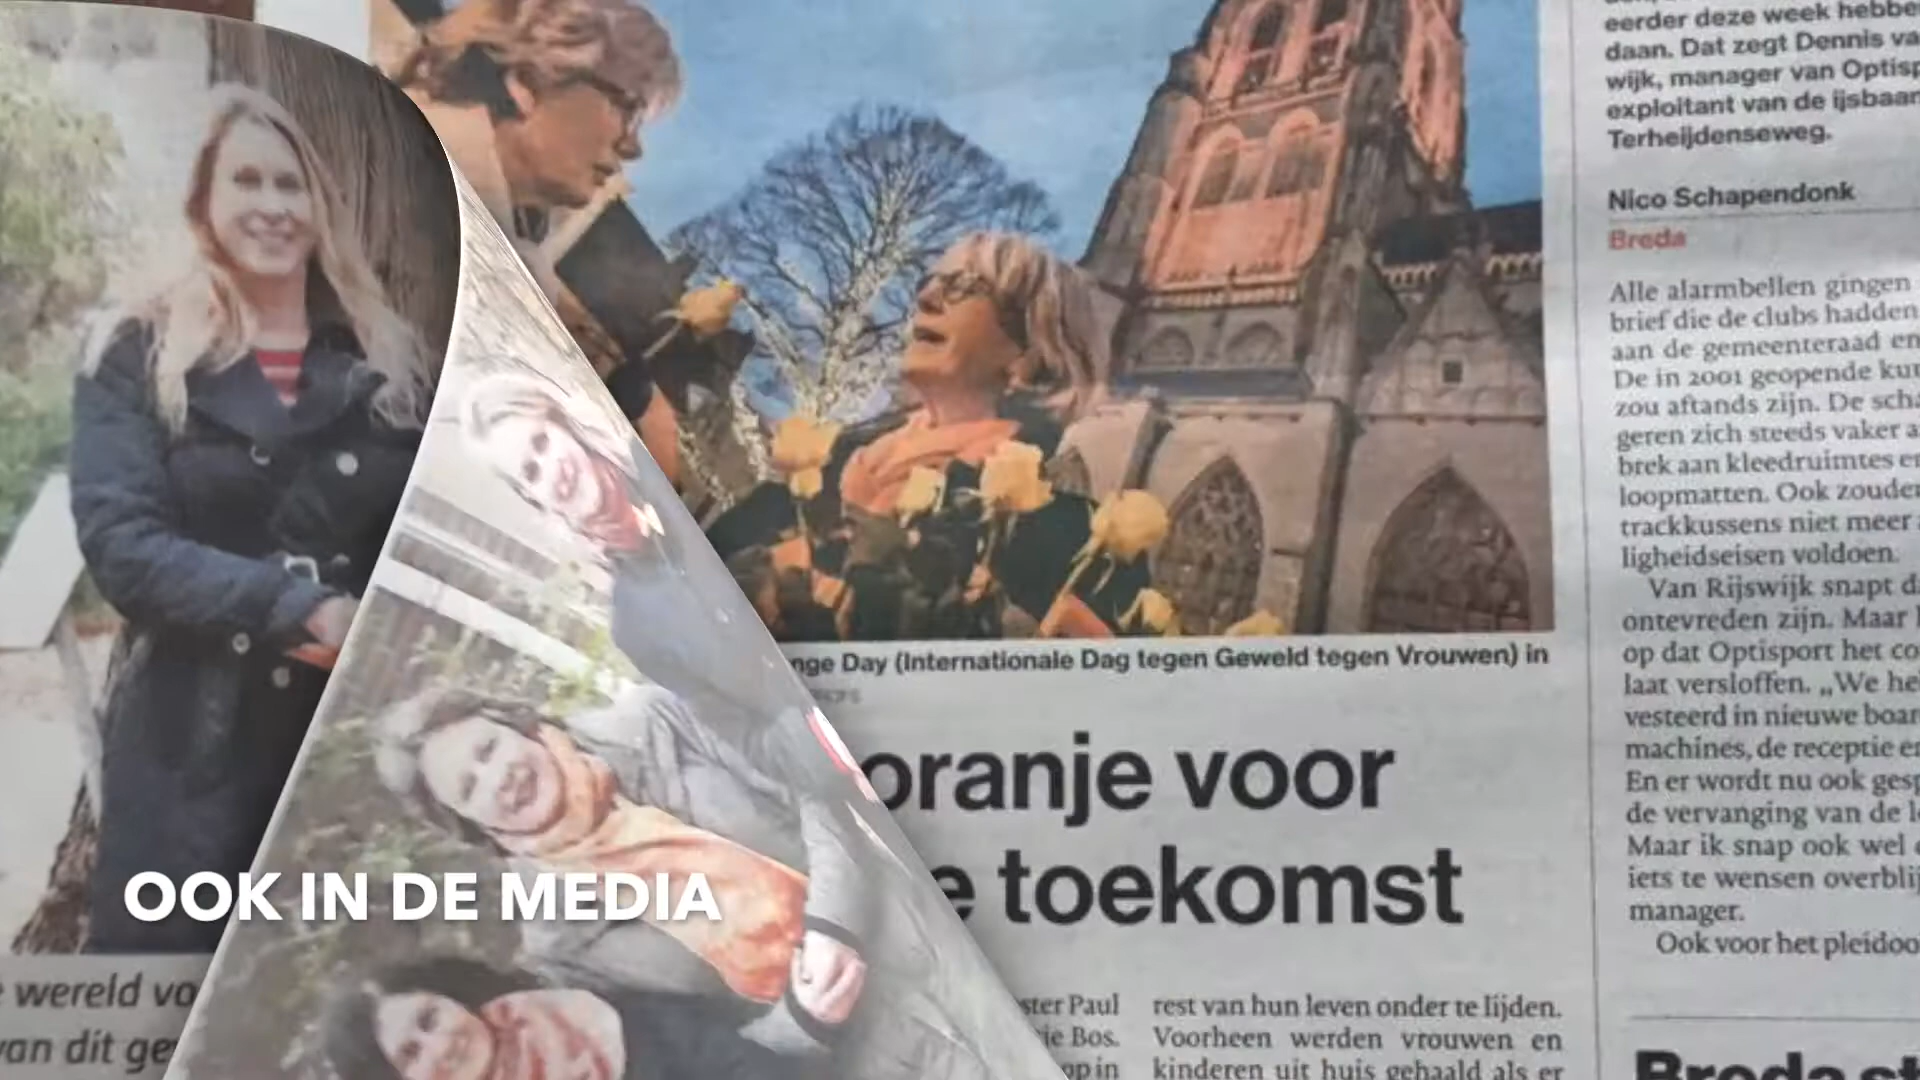 OOK IN DE MEDIA
wereld vo
van dit ge
nge Day (Internationale Dag tegen Geweld tegen Vrouwen) in
oranje voor
e toekomst
ster Paul
ie Bos.
op in
rest van hun leven onder te lijden.
Voorheen werden vrouwen en
kinderen uit huis gehaald als er
eerder deze week hebbe
daan. Dat zegt Dennis va
wijk, manager van Optisp
exploitant van de ijsbaan
Terheijdenseweg.
Nico Schapendonk
Breda
Alle alarmbellen gingen
brief die de clubs hadden
aan de gemeenteraad en
De in 2001 geopende kun
zou aftands zijn. De scha
geren zich steeds vaker a
brek aan kleedruimtes en
loopmatten. Ook zouden
trackkussens niet meer
ligheidseisen voldoen.
Van Rijswijk snapt d
ontevreden zijn. Maar
op dat Optisport het co
laat versloffen. „We he
vesteerd in nieuwe boar
machines, de receptie en
En er wordt nu ook gesp
de vervanging van de l
Maar ik snap ook wel
iets te wensen overblij
manager.
Ook voor het pleidoo
Breda st